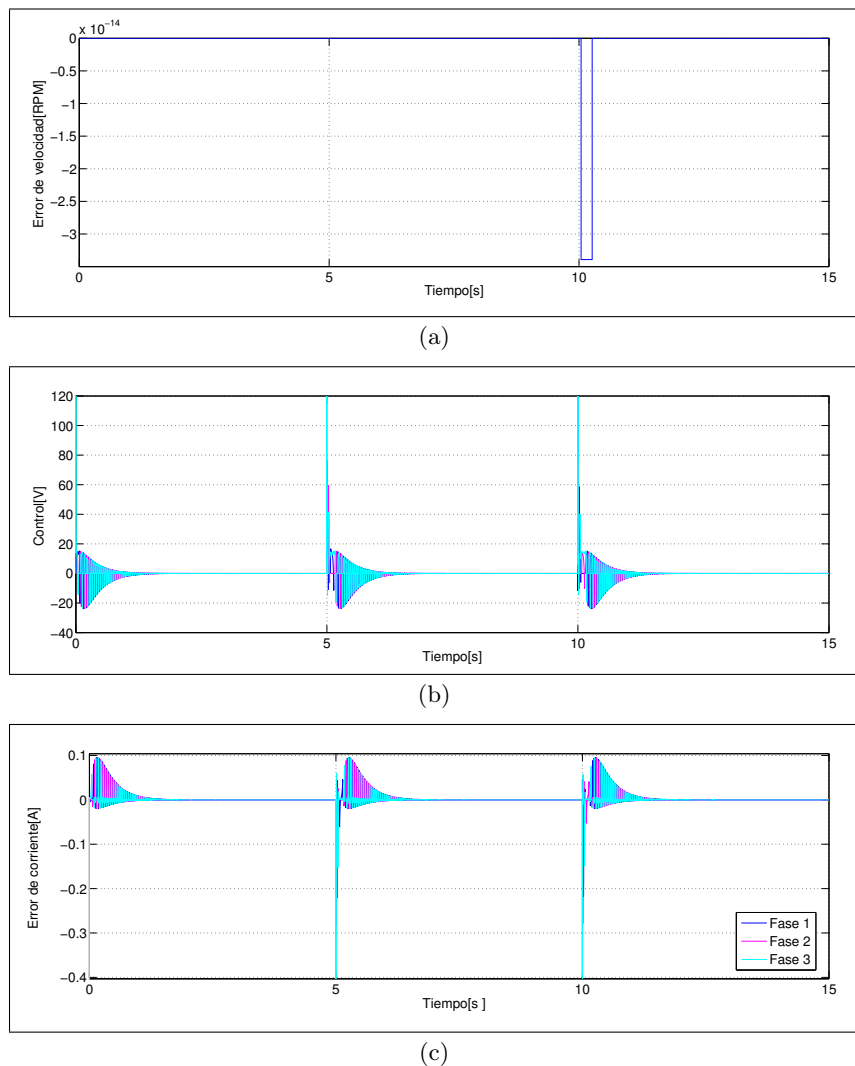 x 10−14
0
−0.5
−1
−1.5
−2
−2.5
−3
Error de velocidad[RPM]
0 5 10 15
Tiempo[s]
(a)
120
100
80
60
40
20
0
−20
−40
Control[V]
0 5 10 15
Tiempo[s]
(b)
0.1
0
−0.1
−0.2
−0.3
−0.4
Error de corriente[A]
Fase 1
Fase 2
Fase 3
0 5 10 15
Tiempo[s ]
(c)